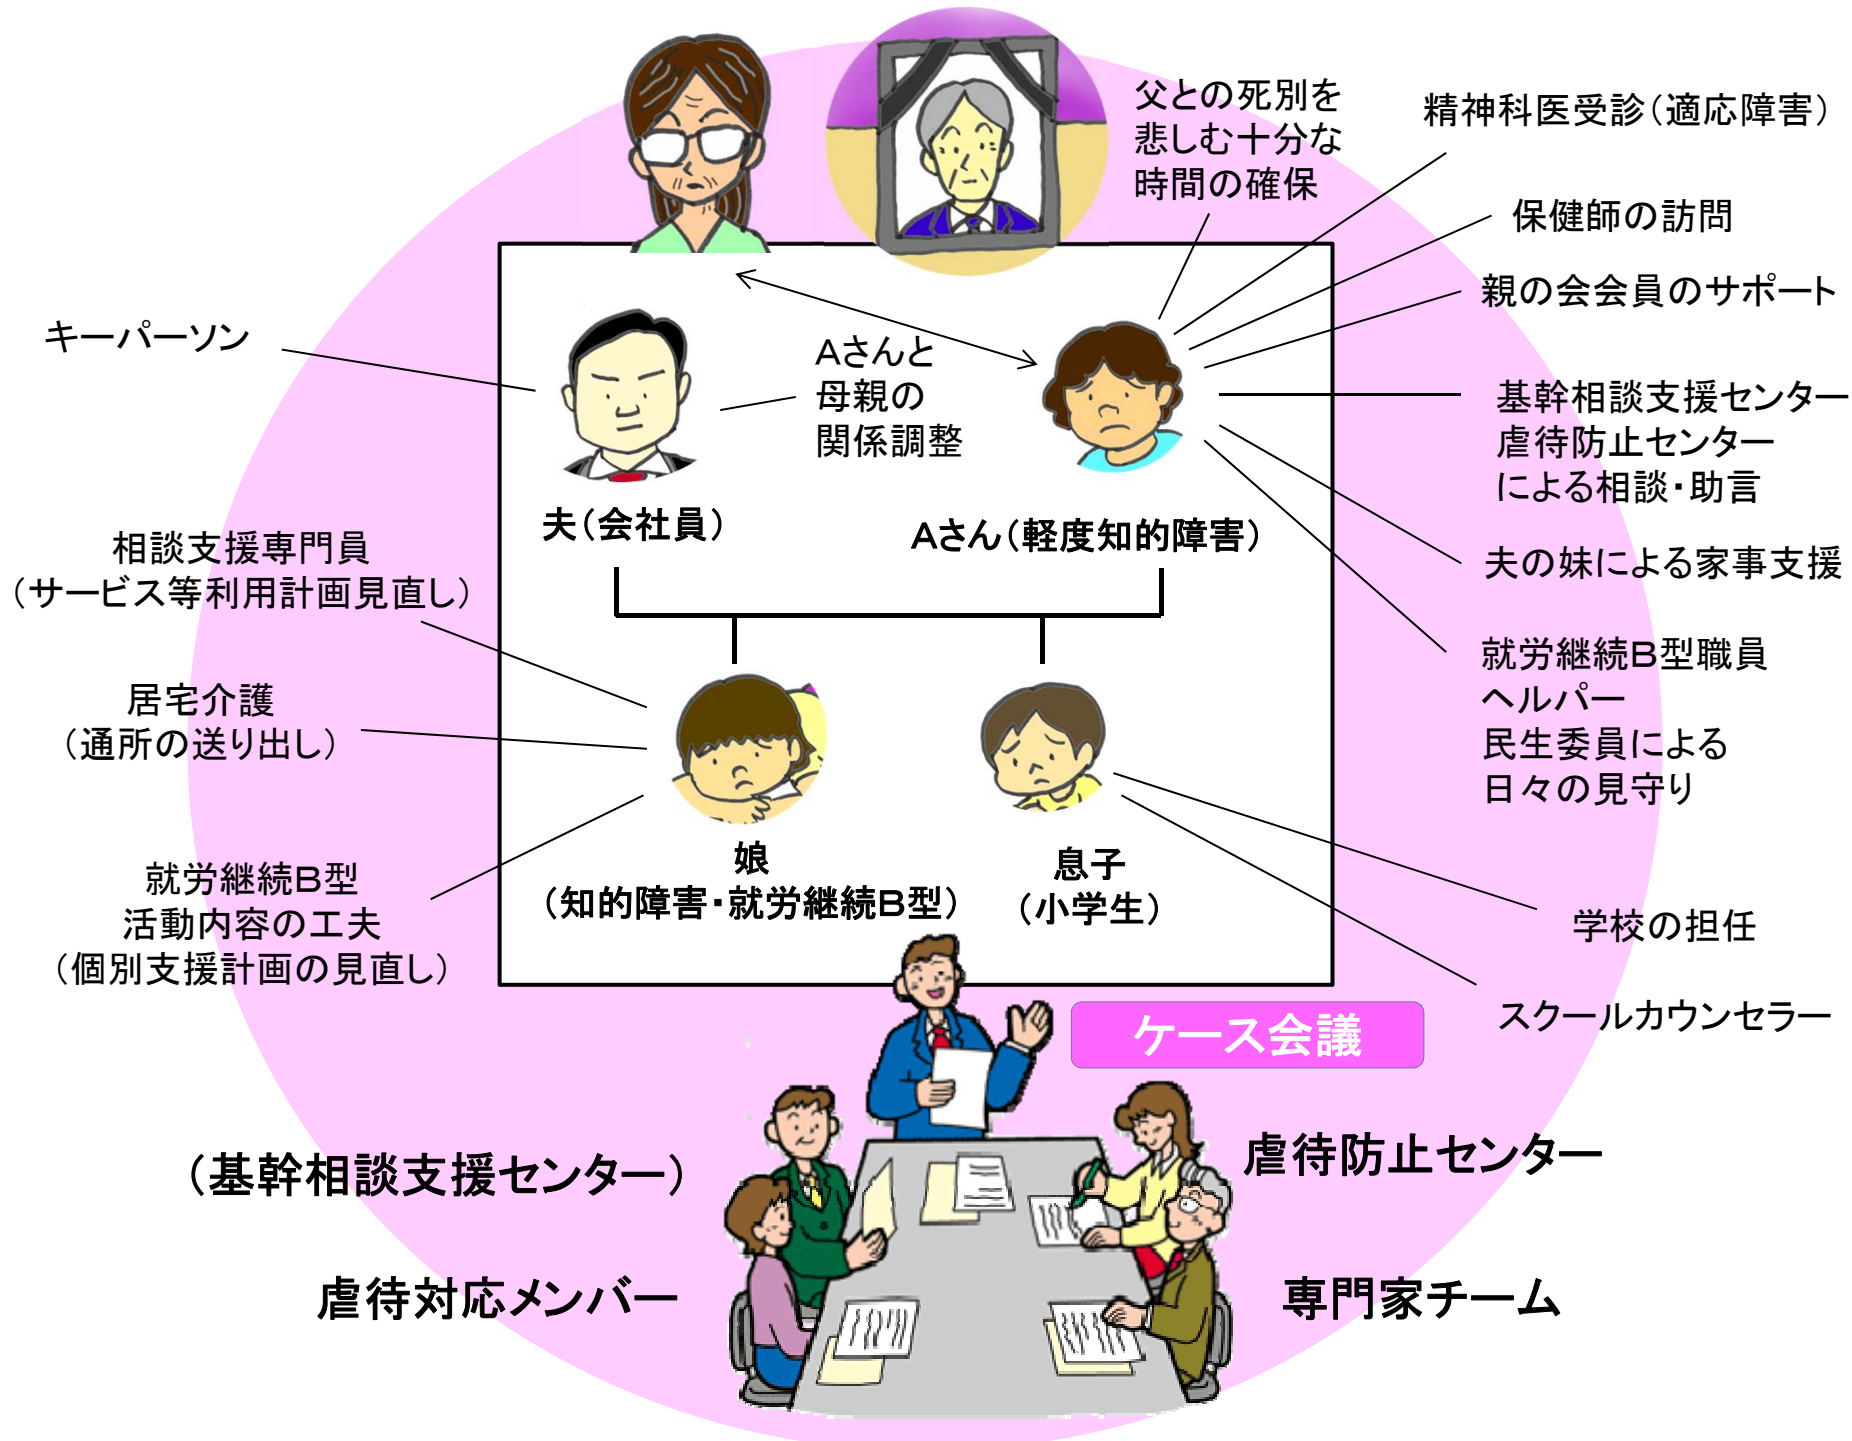 父との死別を
悲しむ十分な
時間の確保
精神科医受診（適応障害）
保健師の訪問
親の会会員のサポート
キーパーソン
Aさんと
母親の
関係調整
基幹相談支援センター
虐待防止センター
による相談・助言
夫（会社員）
Aさん（軽度知的障害）
相談支援専門員
（サービス等利用計画見直し）
夫の妹による家事支援
居宅介護
（通所の送り出し）
就労継続B型職員
ヘルパー
民生委員による
日々の見守り
娘
（知的障害・就労継続B型）
息子
（小学生）
就労継続B型
活動内容の工夫
（個別支援計画の見直し）
学校の担任
スクールカウンセラー
ケース会議
（基幹相談支援センター）
虐待防止センター
虐待対応メンバー
専門家チーム